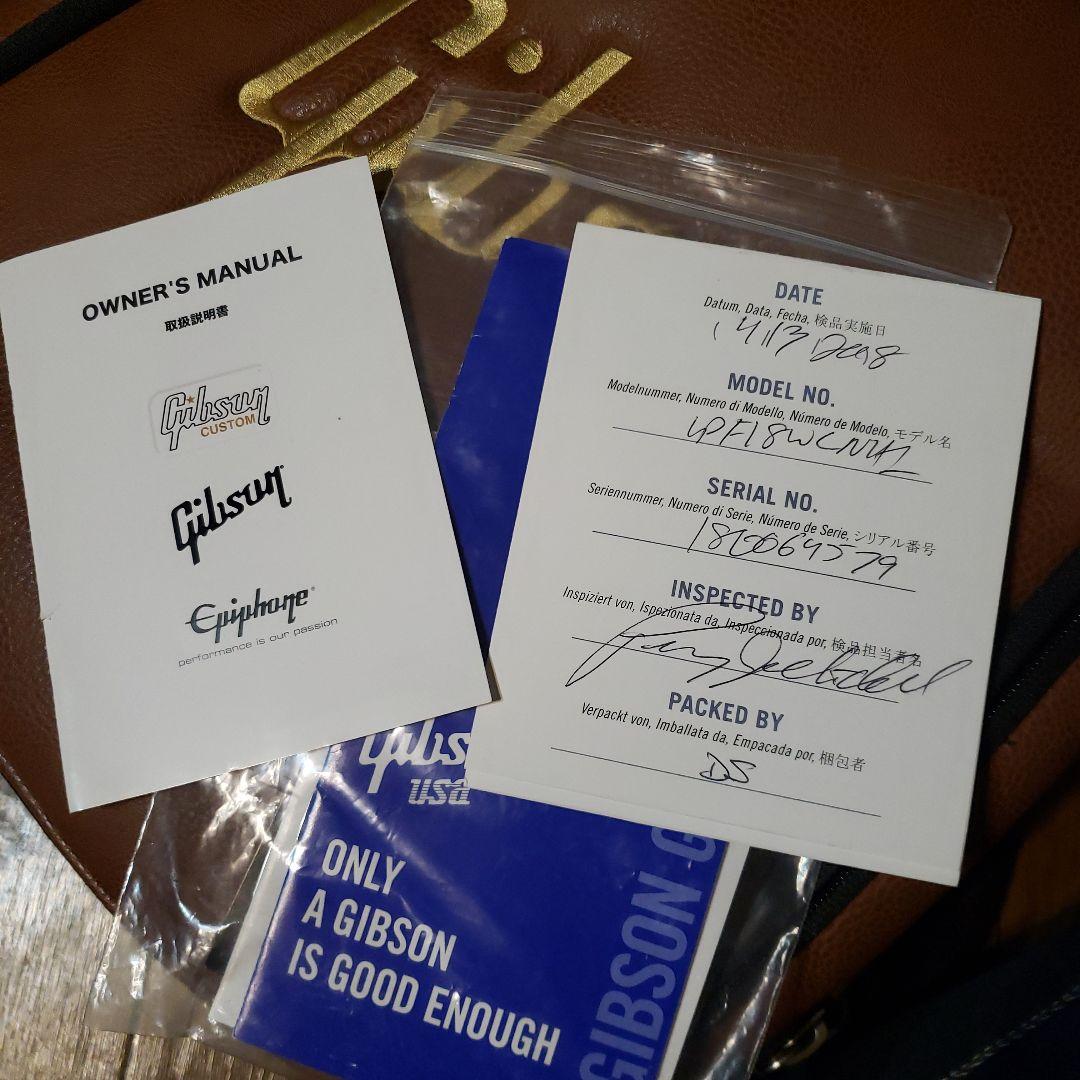 OWNER'S MANUAL
取扱説明書
Gibson
CUSTOM
Gibson
Epiphone
performance is our passion
DATE
Datum, Data, Fecha, 検品実施日
MODEL NO.
Modelnummer, Numero di Modello, Número de Modelo, モデル名
SERIAL NO.
Seriennummer, Numero di Serie, Número de Serie, シリアル番号
180064579
INSPECTED BY
Inspiziert von, Ispezionata da, Inspeccionada por, 検品担当者名
PACKED BY
Verpackt von, Imballata da, Empacada por, 梱包者
DS
Gibs
USA
ONLY
A GIBSON
IS GOOD ENOUGH
GIBSON G